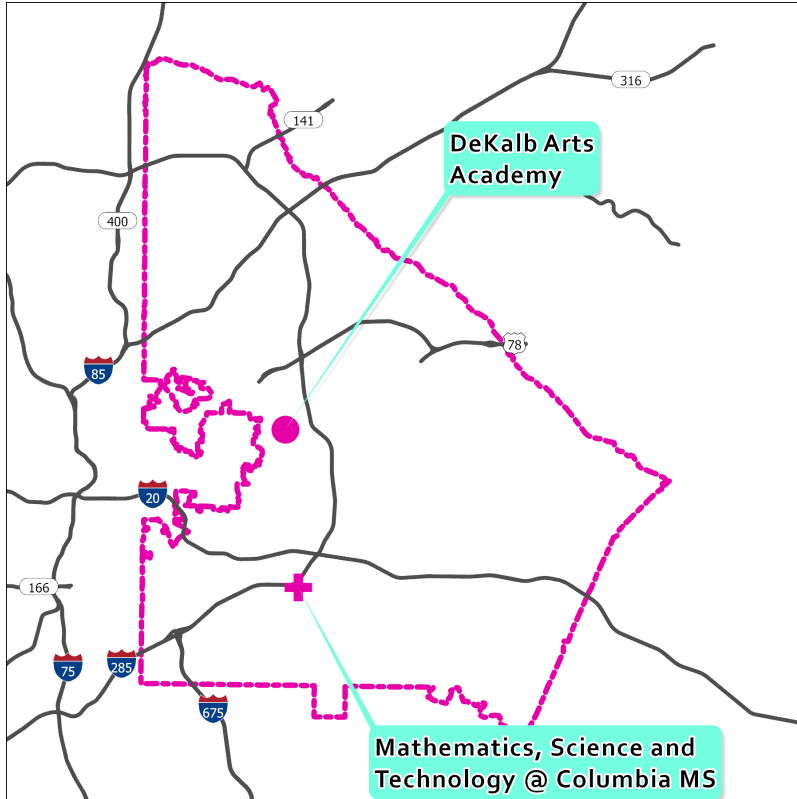 316
141
DeKalb Arts
Academy
400
78
85
20
166
75
285
675
Mathematics, Science and
Technology @ Columbia MS